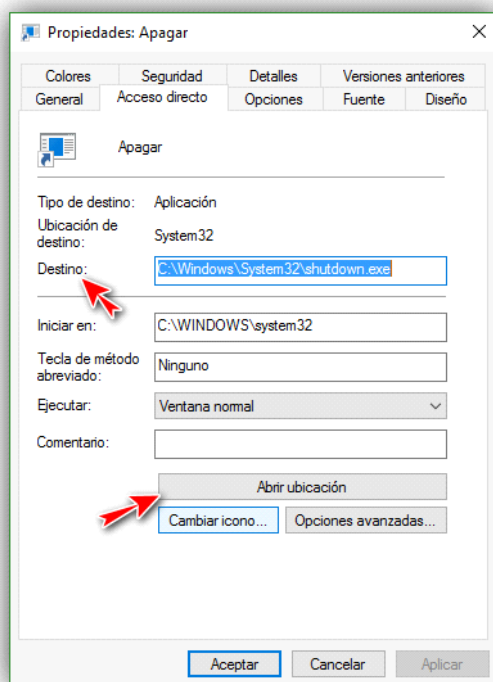 Propiedades: Apagar
Colores Seguridad Detalles Versiones anteriores
General Acceso directo Opciones Fuente Diseño
Apagar
Tipo de destino: Aplicación
Ubicación de
destino: System32
Destino: C:\Windows\System32\shutdown.exe
Iniciar en: C:\WINDOWS\system32
Tecla de método
abreviado: Ninguno
Ejecutar: Ventana normal
Comentario:
Abrir ubicación
Cambiar icono... Opciones avanzadas...
Aceptar Cancelar Aplicar